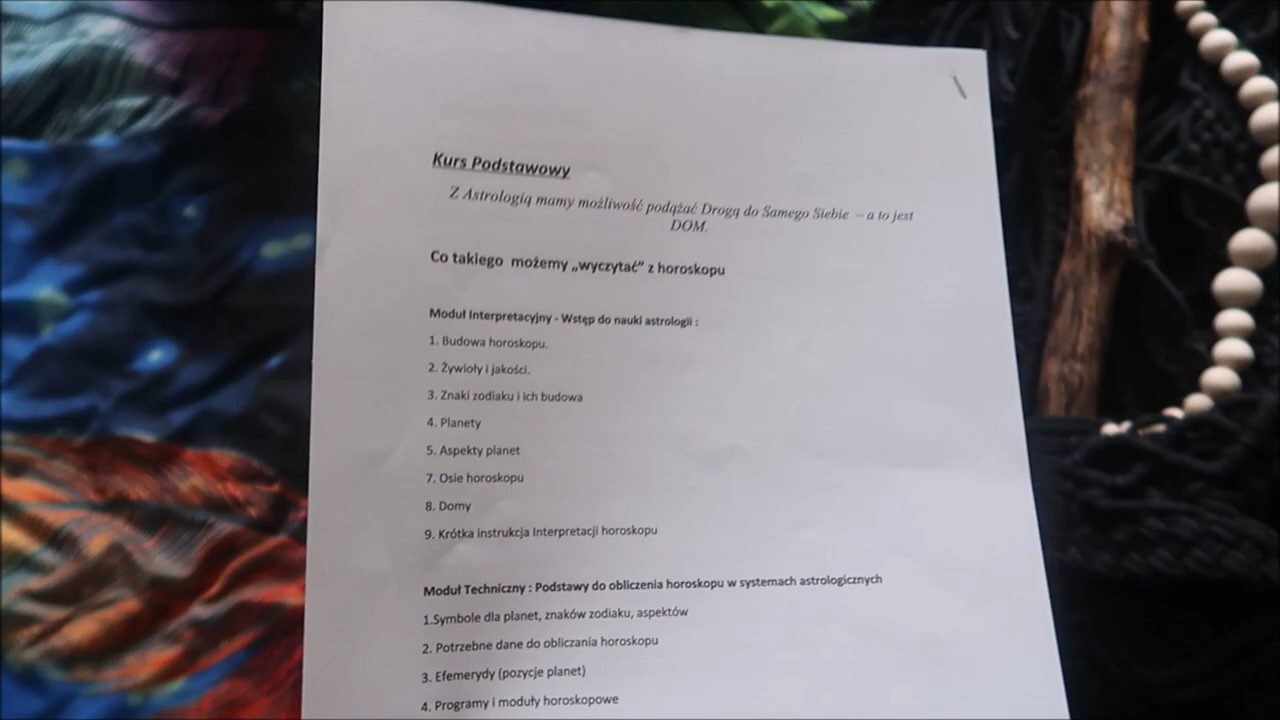 Kurs Podstawowy
Z Astrologią mamy możliwość podążać Drogą do Samego Siebie – a to jest
DOM.
Co takiego możemy „wyczytać” z horoskopu
Moduł Interpretacyjny - Wstęp do nauki astrologii :
1. Budowa horoskopu.
2. Żywioły i jakości.
3. Znaki zodiaku i ich budowa
4. Planety
5. Aspekty planet
7. Osie horoskopu
8. Domy
9. Krótka instrukcja Interpretacji horoskopu
Moduł Techniczny : Podstawy do obliczenia horoskopu w systemach astrologicznych
1.Symbole dla planet, znaków zodiaku, aspektów
2. Potrzebne dane do obliczania horoskopu
3. Efemerydy (pozycje planet)
4. Programy i moduły horoskopowe